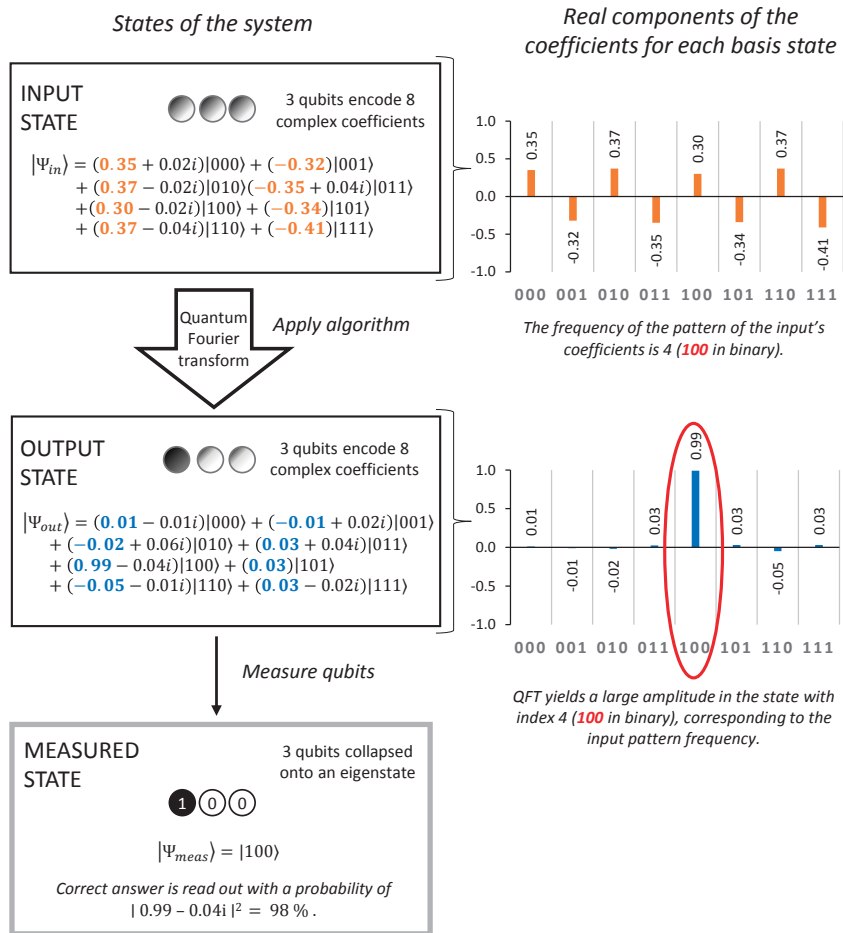 States of the system
Real components of the
coefficients for each basis state
INPUT
STATE
3 qubits encode 8
complex coefficients
|Ψ_in⟩ = (0.35 + 0.02i)|000⟩ + (−0.32)|001⟩
+ (0.37 − 0.02i)|010⟩(−0.35 + 0.04i)|011⟩
+(0.30 − 0.02i)|100⟩ + (−0.34)|101⟩
+ (0.37 − 0.04i)|110⟩ + (−0.41)|111⟩
1.0
0.5
0.0
-0.5
-1.0
0.35
-0.32
0.37
-0.35
0.30
-0.34
0.37
-0.41
000 001 010 011 100 101 110 111
The frequency of the pattern of the input's
coefficients is 4 (100 in binary).
Quantum
Fourier
transform
Apply algorithm
OUTPUT
STATE
3 qubits encode 8
complex coefficients
|Ψ_out⟩ = (0.01 − 0.01i)|000⟩ + (−0.01 + 0.02i)|001⟩
+ (−0.02 + 0.06i)|010⟩ + (0.03 + 0.04i)|011⟩
+ (0.99 − 0.04i)|100⟩ + (0.03)|101⟩
+ (−0.05 − 0.01i)|110⟩ + (0.03 − 0.02i)|111⟩
1.0
0.5
0.0
-0.5
-1.0
0.01
-0.01
-0.02
0.03
0.99
0.03
-0.05
0.03
000 001 010 011 100 101 110 111
QFT yields a large amplitude in the state with
index 4 (100 in binary), corresponding to the
input pattern frequency.
Measure qubits
MEASURED
STATE
3 qubits collapsed
onto an eigenstate
1 0 0
|Ψ_meas⟩ = |100⟩
Correct answer is read out with a probability of
| 0.99 – 0.04i |² = 98 % .